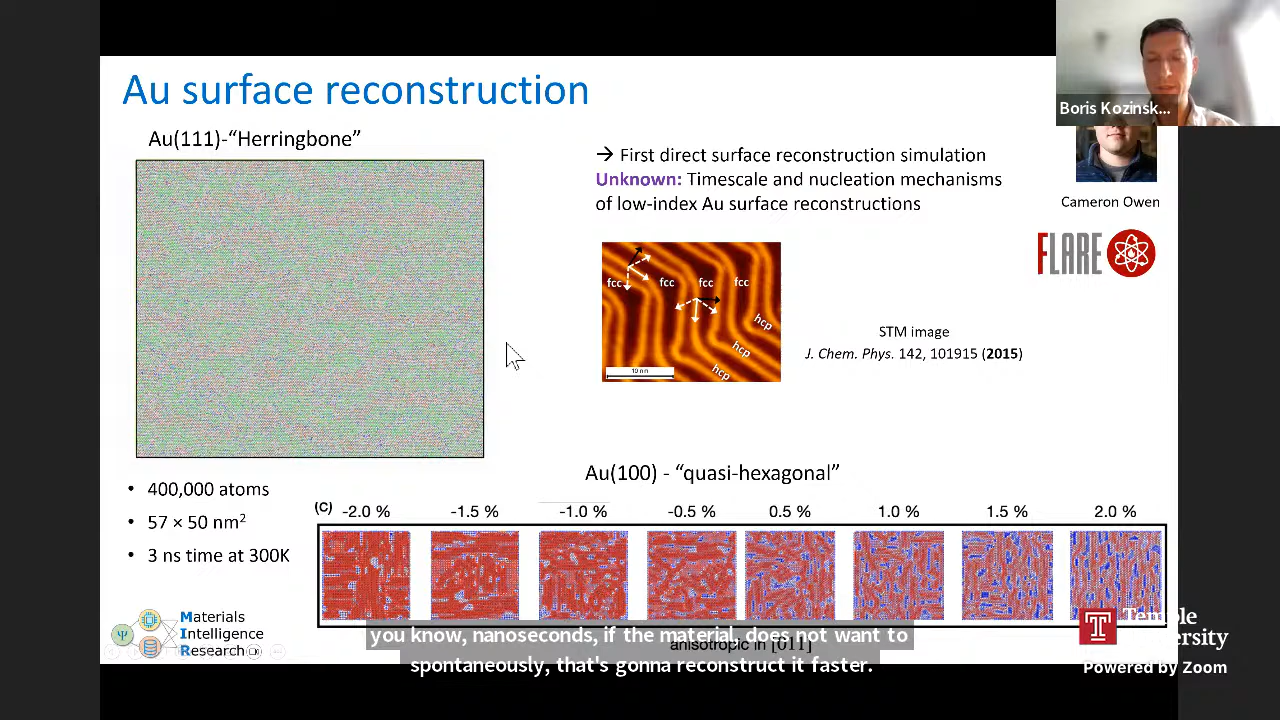 Au surface reconstruction
Au(111)-“Herringbone”
→ First direct surface reconstruction simulation
Unknown: Timescale and nucleation mechanisms
of low-index Au surface reconstructions
Boris Kozinsk...
Cameron Owen
FLARE
fcc fcc fcc fcc
hcp
hcp
hcp
10 nm
STM image
J. Chem. Phys. 142, 101915 (2015)
• 400,000 atoms
• 57 × 50 nm²
• 3 ns time at 300K
Au(100) - “quasi-hexagonal”
(C) -2.0 % -1.5 % -1.0 % -0.5 % 0.5 % 1.0 % 1.5 % 2.0 %
anisotropic in [011]
Materials
Intelligence
Research
you know, nanoseconds, if the material, does not want to
spontaneously, that's gonna reconstruct it faster.
Temple
University
Powered by Zoom